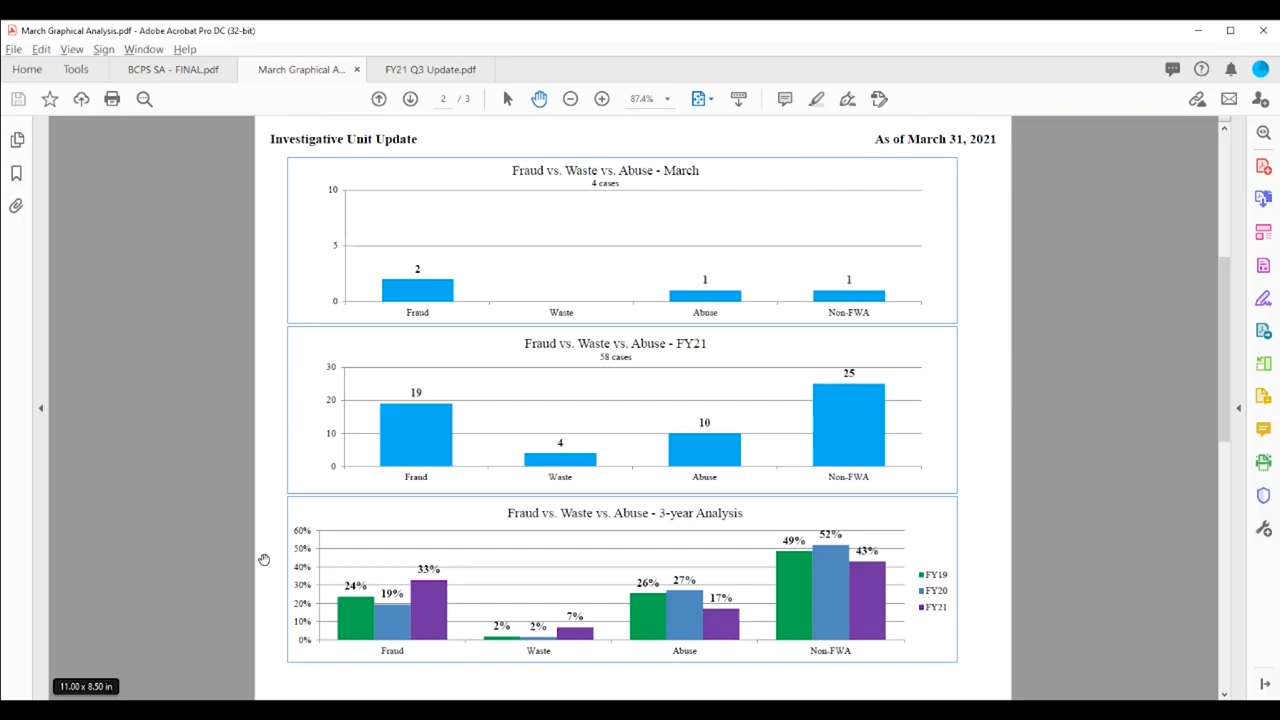 March Graphical Analysis.pdf - Adobe Acrobat Pro DC (32-bit)
File Edit View Sign Window Help
Home Tools BCPS SA - FINAL.pdf March Graphical A... × FY21 Q3 Update.pdf
2 / 3 87.4%
Investigative Unit Update As of March 31, 2021
Fraud vs. Waste vs. Abuse - March
4 cases
10
5
0
2
1
1
Fraud Waste Abuse Non-FWA
Fraud vs. Waste vs. Abuse - FY21
58 cases
30
20
10
0
19
4
10
25
Fraud Waste Abuse Non-FWA
Fraud vs. Waste vs. Abuse - 3-year Analysis
60%
50%
40%
30%
20%
10%
0%
24% 19% 33%
2% 2% 7%
26% 27% 17%
49% 52% 43%
Fraud Waste Abuse Non-FWA
FY19
FY20
FY21
11.00 x 8.50 in